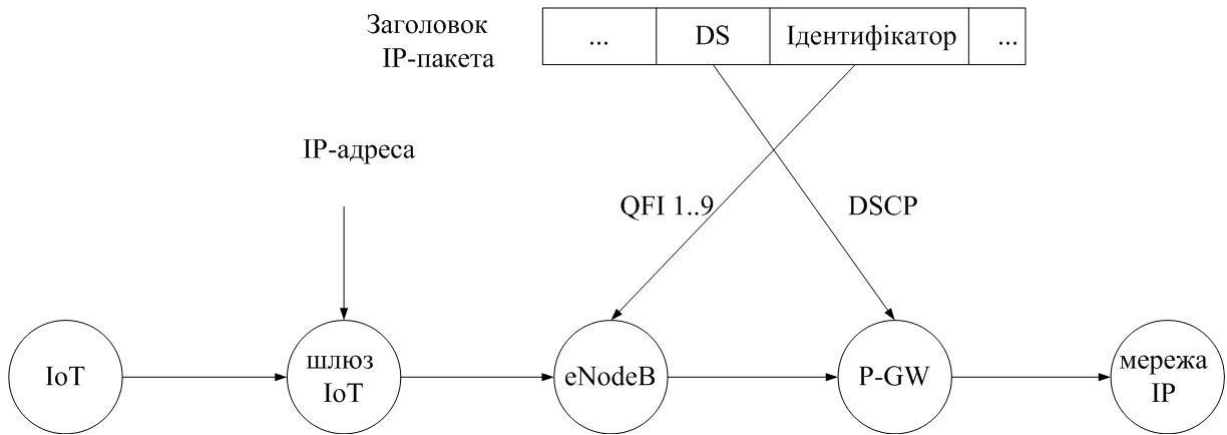 Заголовок
IP-пакета
... DS Ідентифікатор ...
IP-адреса
QFI 1..9 DSCP
IoT
шлюз
IoT
eNodeB
P-GW
мережа
IP